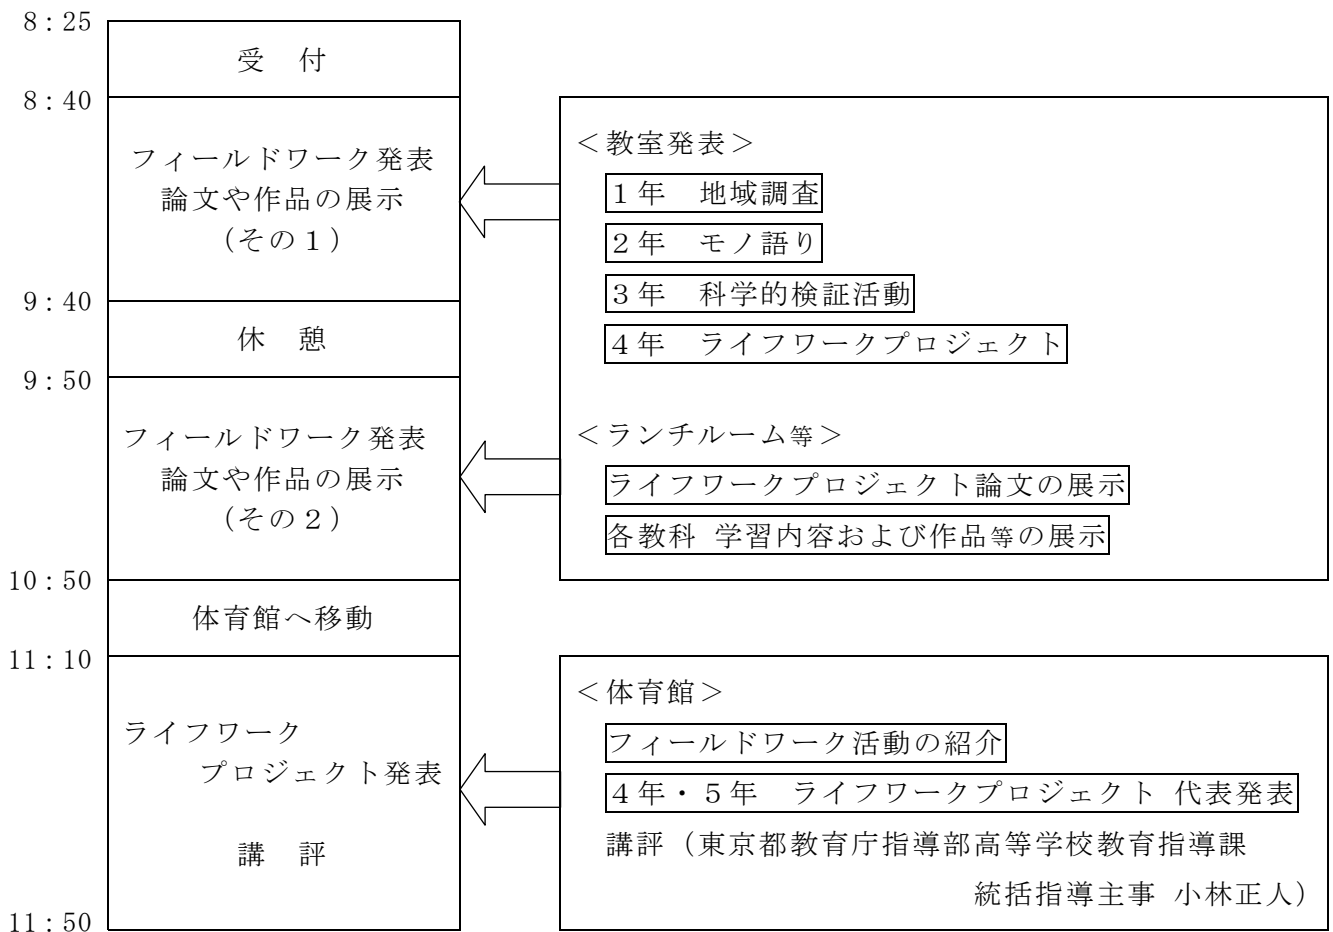 8:25
受　付
8:40
フィールドワーク発表
論文や作品の展示
（その１）
9:40
休　憩
9:50
フィールドワーク発表
論文や作品の展示
（その２）
10:50
体育館へ移動
11:10
ライフワーク
プロジェクト発表
講　評
11:50
＜教室発表＞
１年　地域調査
２年　モノ語り
３年　科学的検証活動
４年　ライフワークプロジェクト
＜ランチルーム等＞
ライフワークプロジェクト論文の展示
各教科 学習内容および作品等の展示
＜体育館＞
フィールドワーク活動の紹介
４年・５年　ライフワークプロジェクト 代表発表
講評（東京都教育庁指導部高等学校教育指導課
統括指導主事 小林正人）